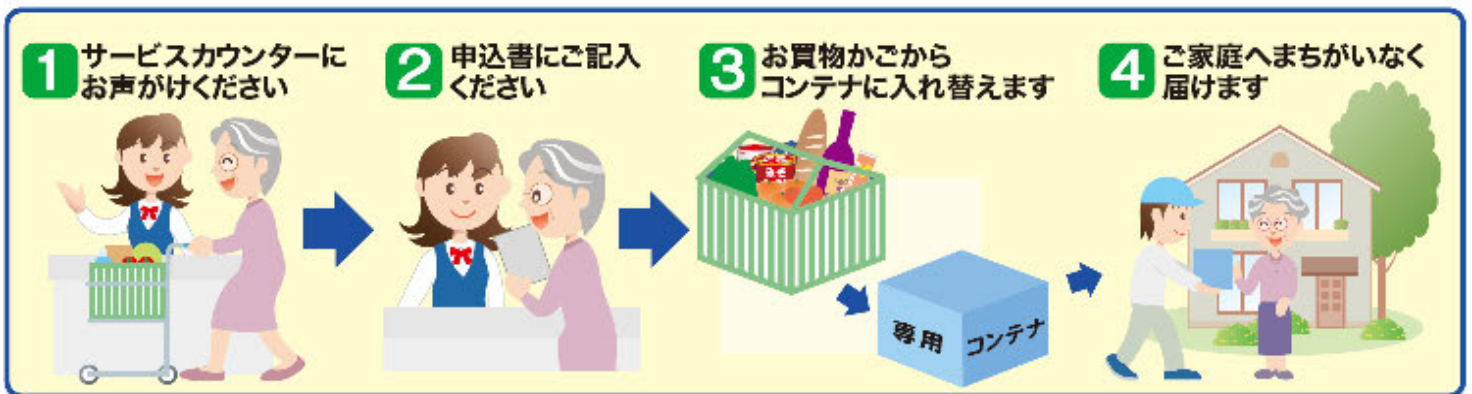 1 サービスカウンターに
お声がけください
2 申込書にご記入
ください
3 お買物かごから
コンテナに入れ替えます
4 ご家庭へまちがいなく
届けます
専用 コンテナ